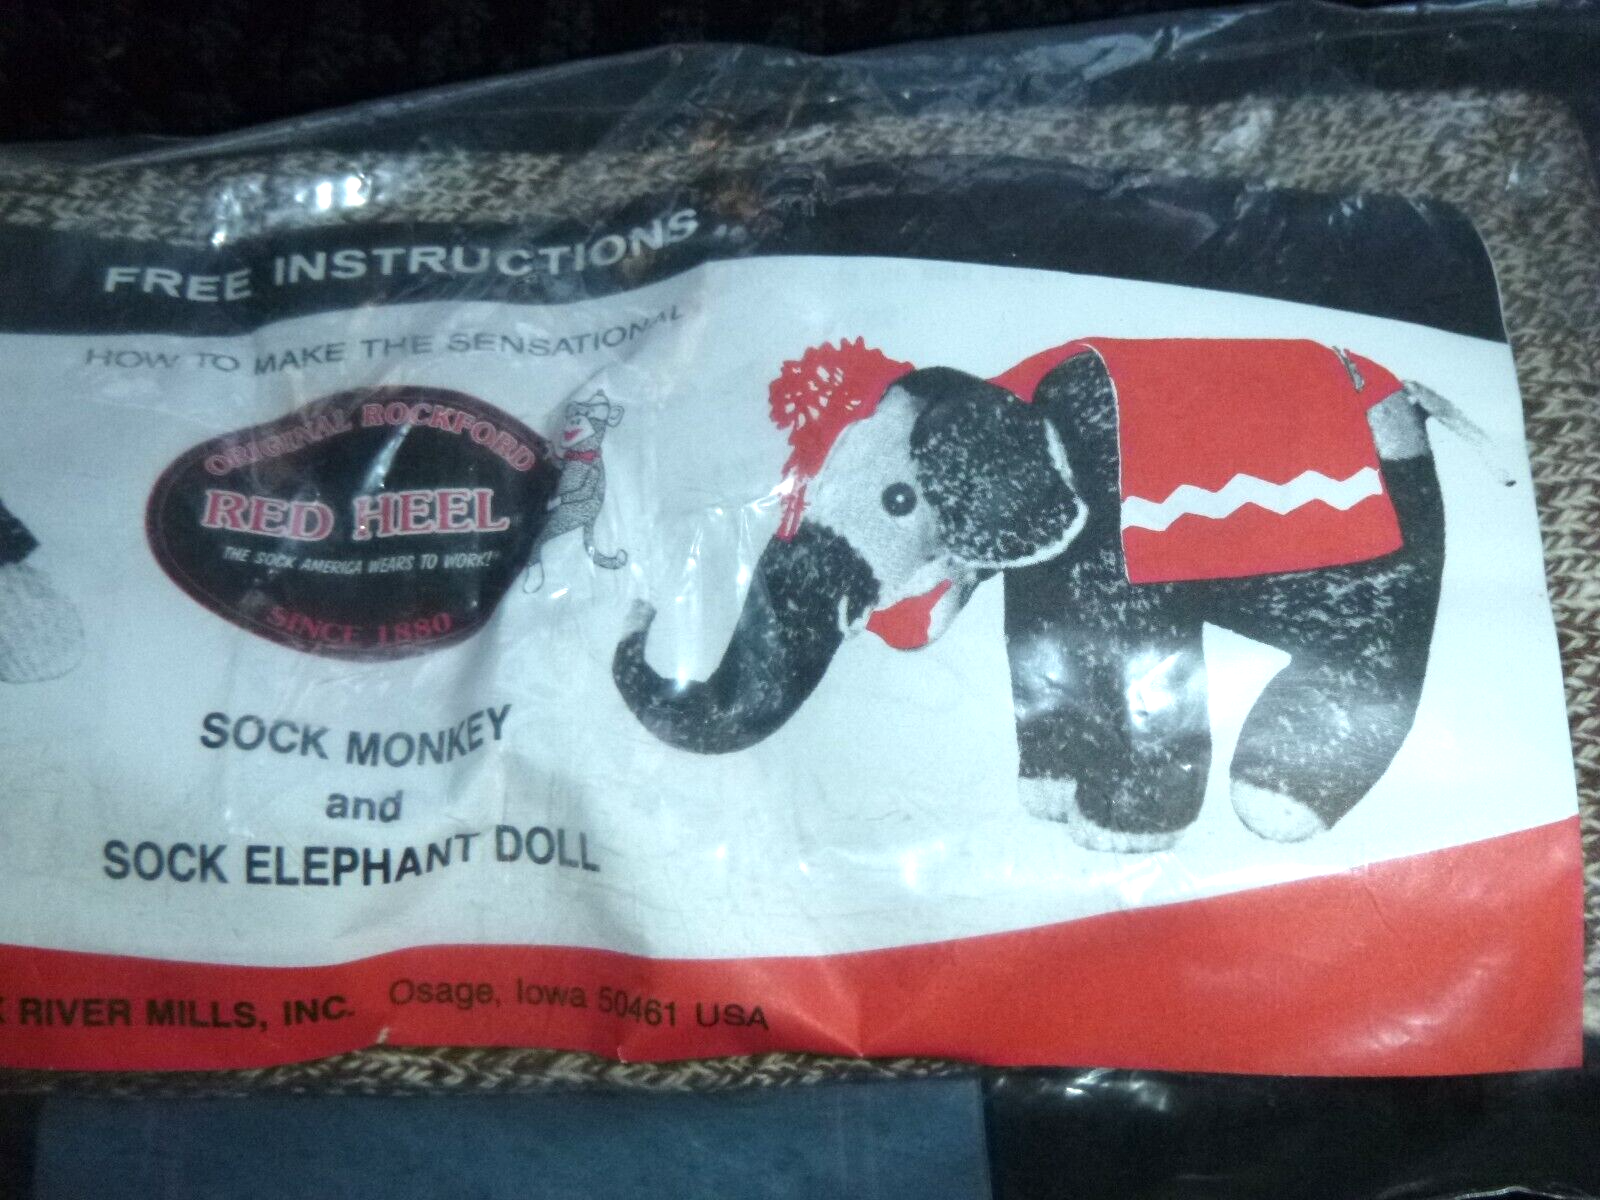 FREE INSTRUCTIONS
HOW TO MAKE THE SENSATIONAL
ORIGINAL ROCKFORD
RED HEEL
THE SOCK AMERICA WEARS TO WORK!
SINCE 1880
SOCK MONKEY
and
SOCK ELEPHANT DOLL
RIVER MILLS, INC. Osage, Iowa 50461 USA